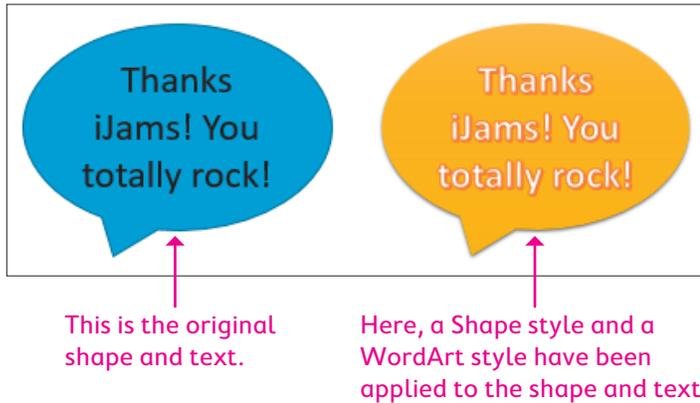 Thanks
iJams! You
totally rock!
Thanks
iJams! You
totally rock!
This is the original
shape and text.
Here, a Shape style and a
WordArt style have been
applied to the shape and text